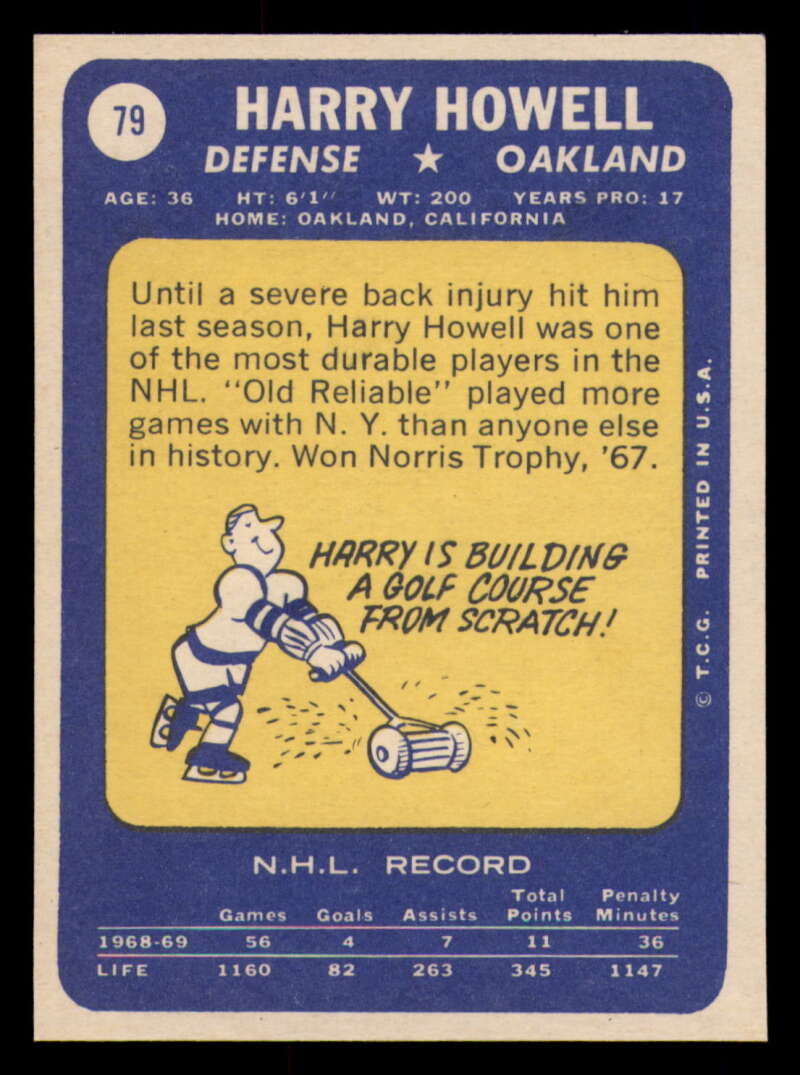 79
HARRY HOWELL
DEFENSE ★ OAKLAND
AGE: 36 HT: 6'1" WT: 200 YEARS PRO: 17
HOME: OAKLAND, CALIFORNIA
Until a severe back injury hit him
last season, Harry Howell was one
of the most durable players in the
NHL. "Old Reliable" played more
games with N. Y. than anyone else
in history. Won Norris Trophy, '67.
HARRY IS BUILDING
A GOLF COURSE
FROM SCRATCH!
© T.C.G. PRINTED IN U.S.A.
N.H.L. RECORD
Games Goals Assists Total Points Penalty Minutes
1968-69 56 4 7 11 36
LIFE 1160 82 263 345 1147